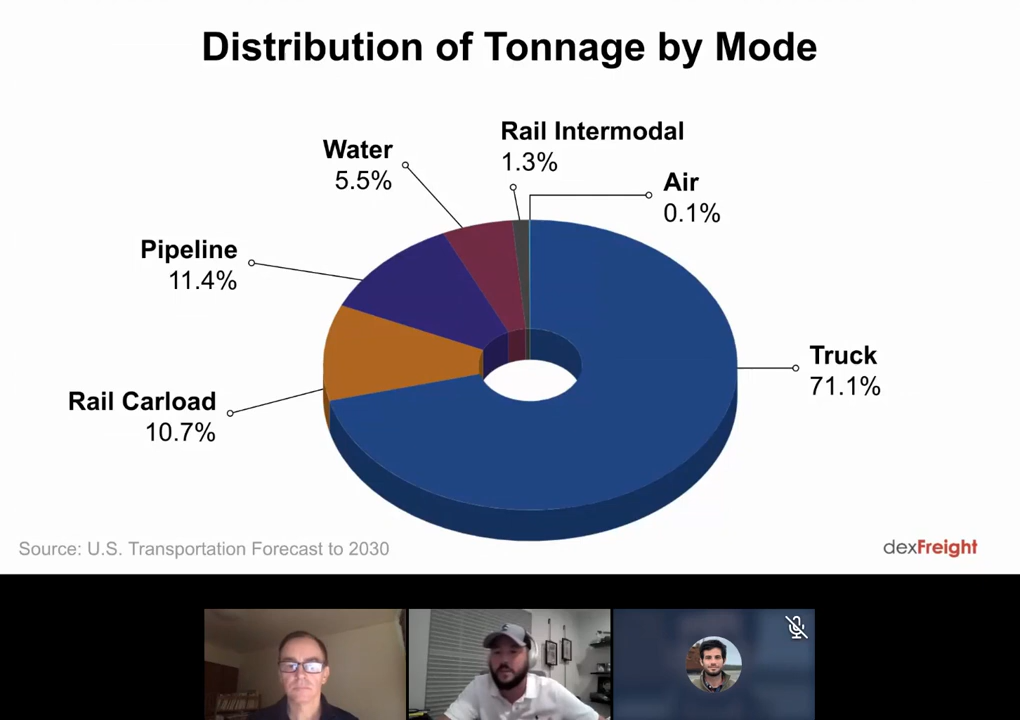 Distribution of Tonnage by Mode
Rail Intermodal
1.3%
Water
5.5%
Air
0.1%
Pipeline
11.4%
Truck
71.1%
Rail Carload
10.7%
Source: U.S. Transportation Forecast to 2030
dexFreight